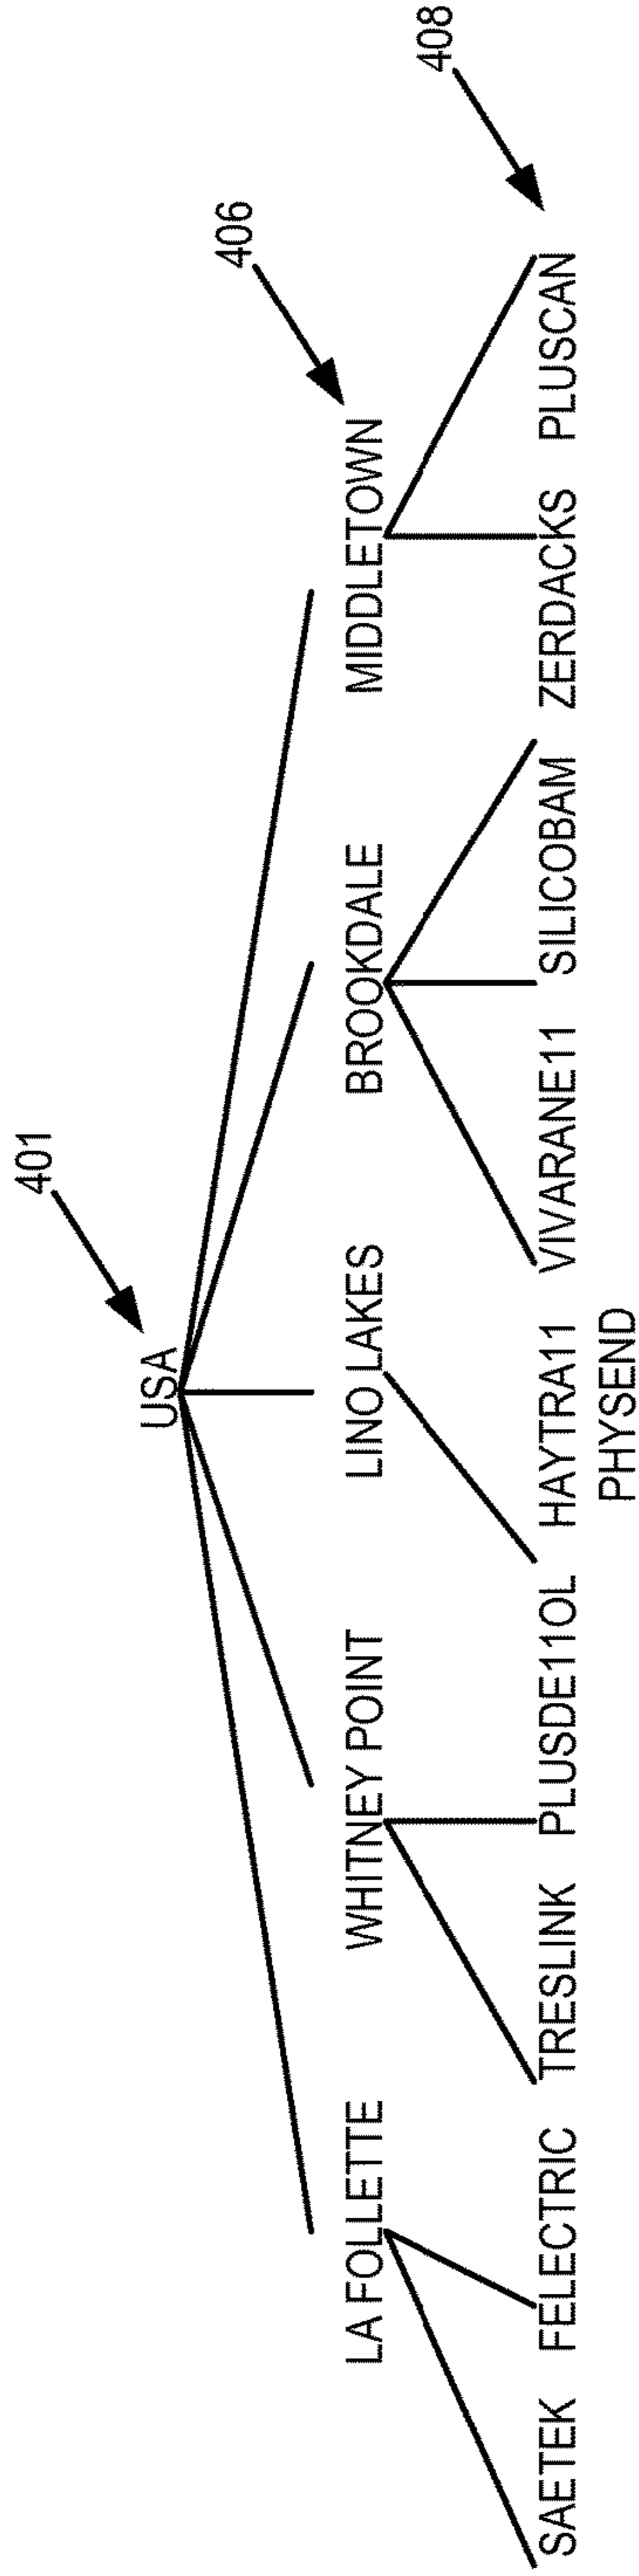 401
USA
406
LA FOLLETTE WHITNEY POINT LINO LAKES BROOKDALE MIDDLETOWN
408
SAETEK FELECTRIC TRESLINK PLUSDE11OL HAYTRA11 VIVARANE11 SILICOBAM ZERDACKS PLUSCAN
PHYSEND